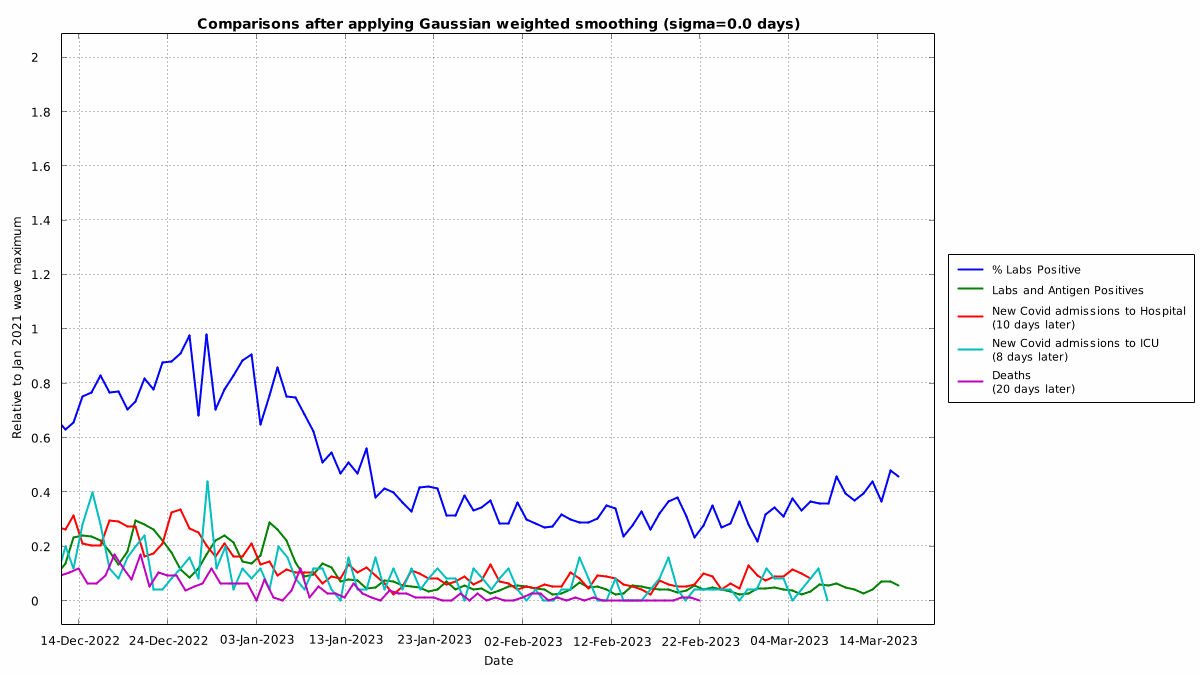 Comparisons after applying Gaussian weighted smoothing (sigma=0.0 days)
Relative to Jan 2021 wave maximum
2
1.8
1.6
1.4
1.2
1
0.8
0.6
0.4
0.2
0
14-Dec-2022
24-Dec-2022
03-Jan-2023
13-Jan-2023
23-Jan-2023
02-Feb-2023
12-Feb-2023
22-Feb-2023
04-Mar-2023
14-Mar-2023
Date
% Labs Positive
Labs and Antigen Positives
New Covid admissions to Hospital
(10 days later)
New Covid admissions to ICU
(8 days later)
Deaths
(20 days later)